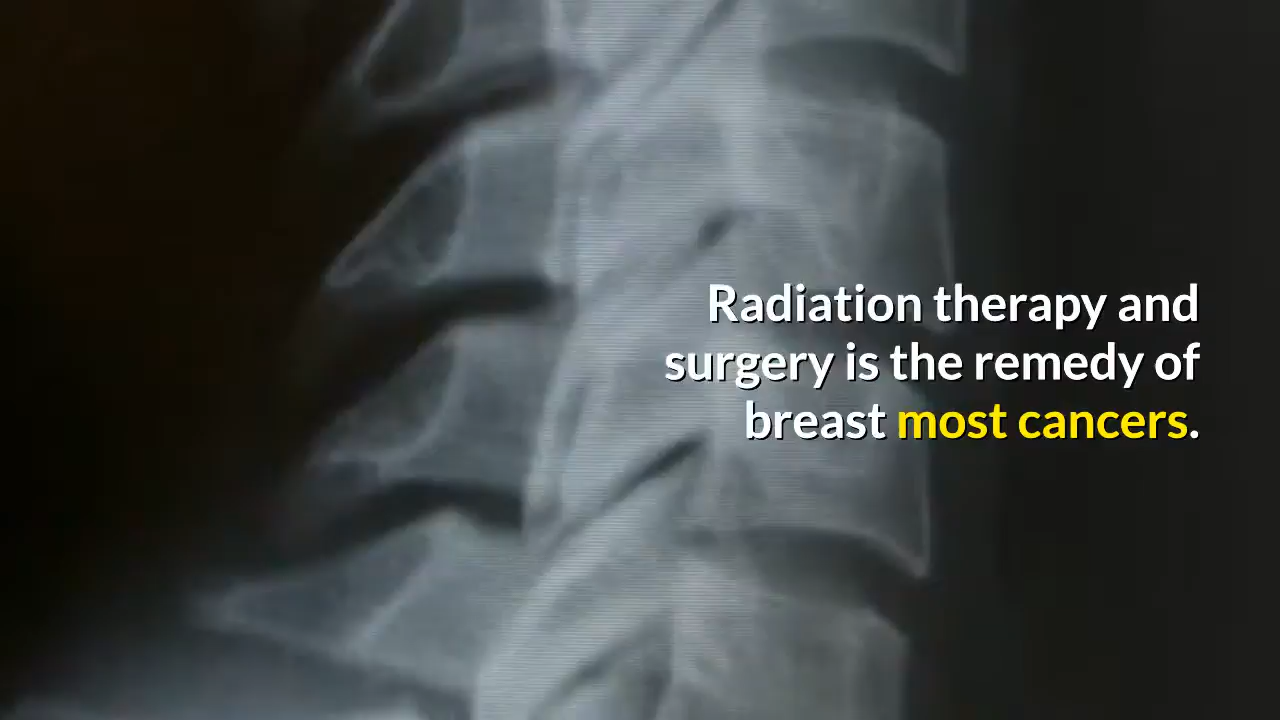 Radiation therapy and
surgery is the remedy of
breast most cancers.